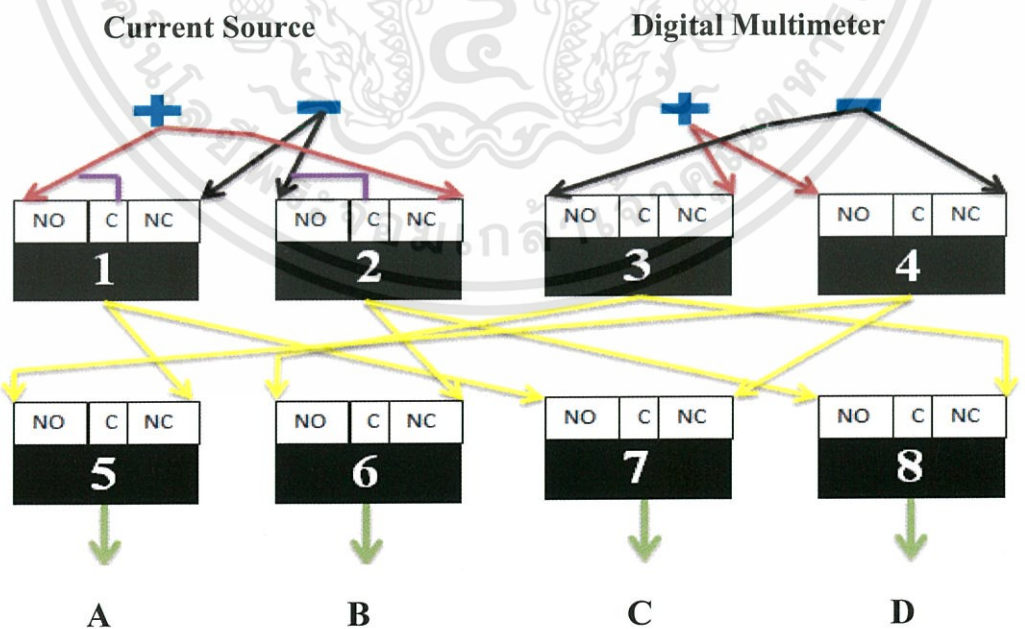 Current Source Digital Multimeter
+ - + -
NO C NC NO C NC NO C NC NO C NC
1 2 3 4
NO C NC NO C NC NO C NC NO C NC
5 6 7 8
A B C D